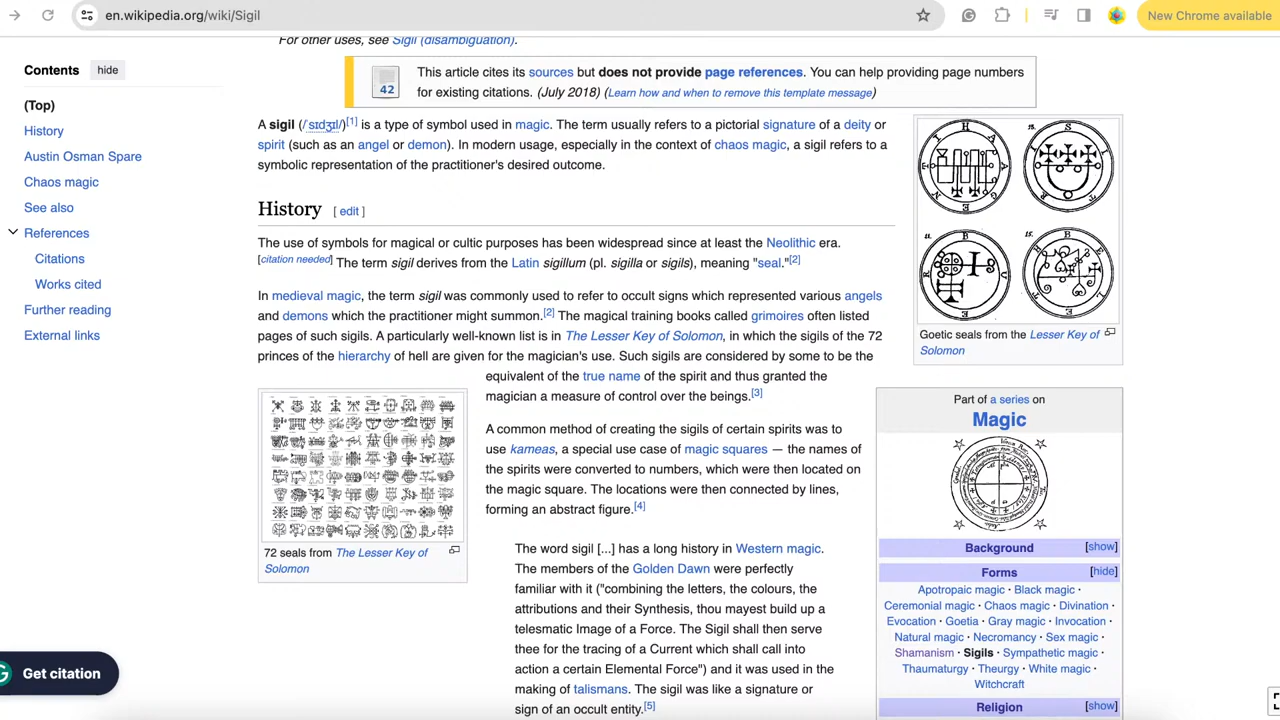 en.wikipedia.org/wiki/Sigil
New Chrome available
For other uses, see Sigil (disambiguation).
Contents hide
(Top)
History
Austin Osman Spare
Chaos magic
See also
References
Citations
Works cited
Further reading
External links
42
This article cites its sources but does not provide page references. You can help providing page numbers
for existing citations. (July 2018) (Learn how and when to remove this template message)
A sigil (/ˈsɪdʒɪl/)[1] is a type of symbol used in magic. The term usually refers to a pictorial signature of a deity or
spirit (such as an angel or demon). In modern usage, especially in the context of chaos magic, a sigil refers to a
symbolic representation of the practitioner's desired outcome.
History [ edit ]
The use of symbols for magical or cultic purposes has been widespread since at least the Neolithic era.
[citation needed] The term sigil derives from the Latin sigillum (pl. sigilla or sigils), meaning "seal."[2]
In medieval magic, the term sigil was commonly used to refer to occult signs which represented various angels
and demons which the practitioner might summon.[2] The magical training books called grimoires often listed
pages of such sigils. A particularly well-known list is in The Lesser Key of Solomon, in which the sigils of the 72
princes of the hierarchy of hell are given for the magician's use. Such sigils are considered by some to be the
equivalent of the true name of the spirit and thus granted the
magician a measure of control over the beings.[3]
72 seals from The Lesser Key of
Solomon
A common method of creating the sigils of certain spirits was to
use kameas, a special use case of magic squares — the names of
the spirits were converted to numbers, which were then located on
the magic square. The locations were then connected by lines,
forming an abstract figure.[4]
The word sigil [...] has a long history in Western magic.
The members of the Golden Dawn were perfectly
familiar with it ("combining the letters, the colours, the
attributions and their Synthesis, thou mayest build up a
telesmatic Image of a Force. The Sigil shall then serve
thee for the tracing of a Current which shall call into
action a certain Elemental Force") and it was used in the
making of talismans. The sigil was like a signature or
sign of an occult entity.[5]
Goetic seals from the Lesser Key of
Solomon
Part of a series on
Magic
Background [show]
Forms [hide]
Apotropaic magic · Black magic ·
Ceremonial magic · Chaos magic · Divination ·
Evocation · Goetia · Gray magic · Invocation ·
Natural magic · Necromancy · Sex magic ·
Shamanism · Sigils · Sympathetic magic ·
Thaumaturgy · Theurgy · White magic ·
Witchcraft
Religion [show]
Get citation